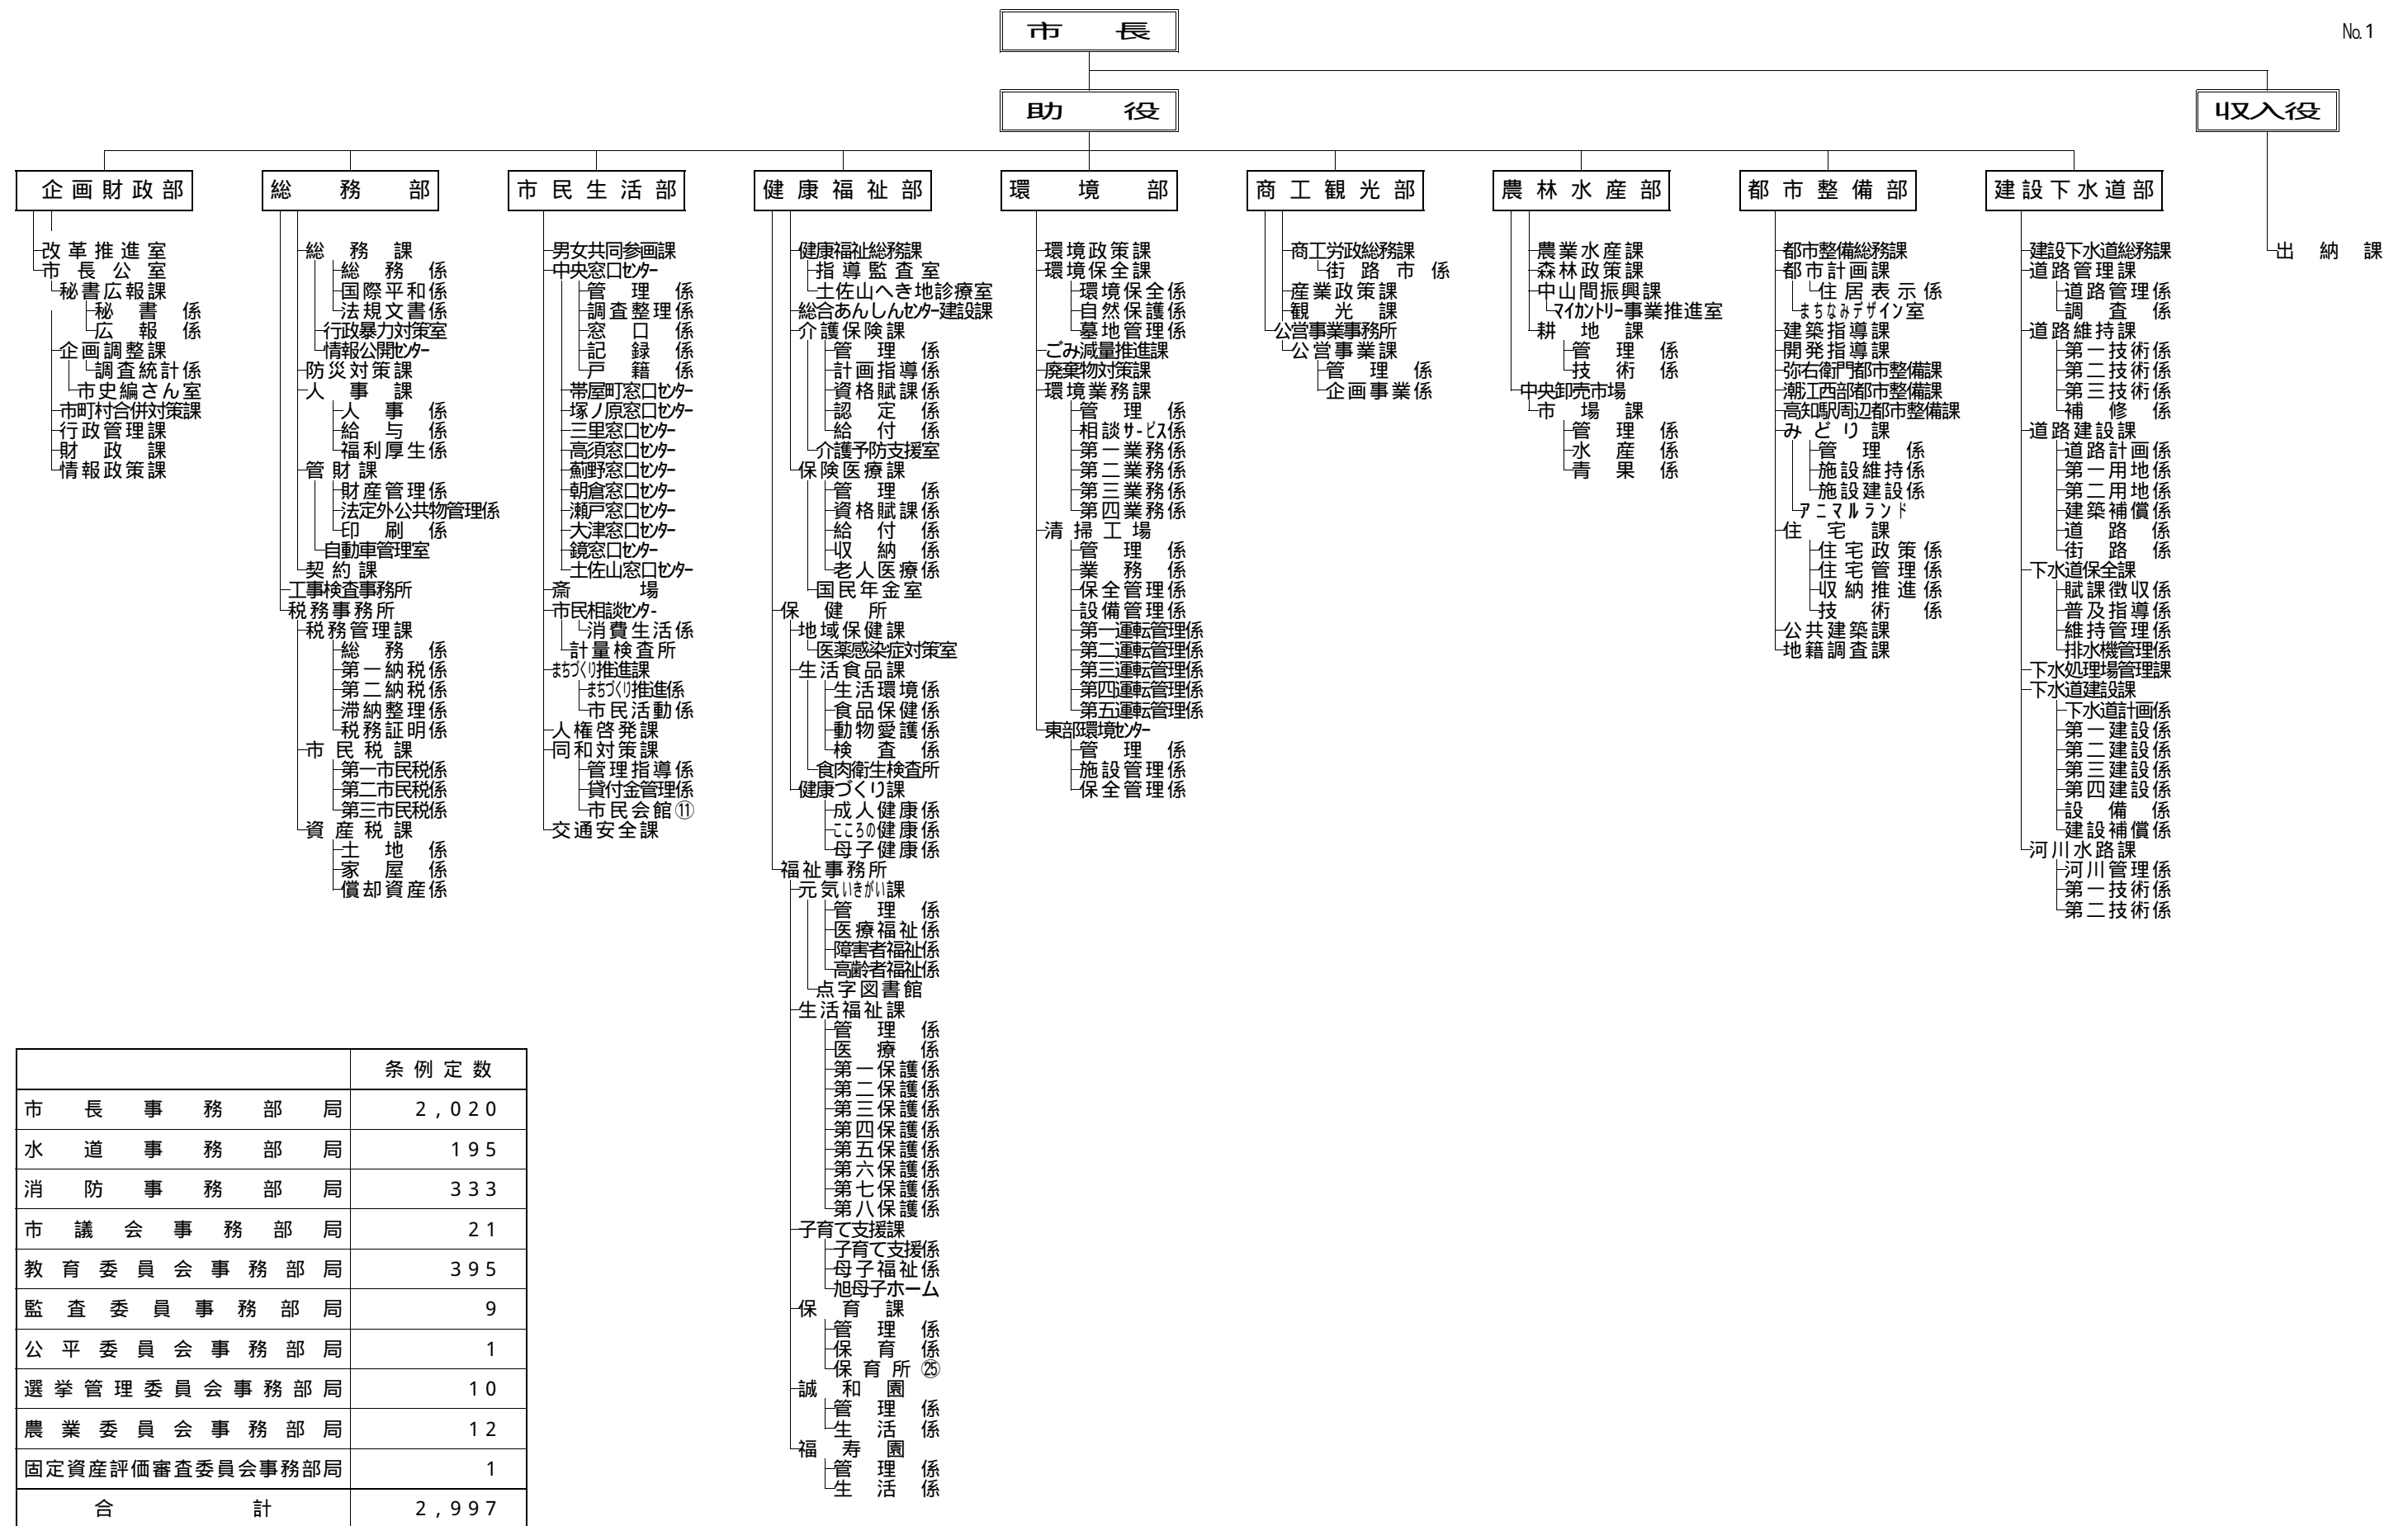 №1
市長
助役
収入役
企画財政部
改革推進室
市長公室
秘書広報課
秘書係
広報係
企画調整課
調査統計係
市史編さん室
市町村合併対策課
行政管理課
財政課
情報政策課
総務部
総務課
総務係
国際平和係
法規文書係
行政暴力対策室
情報公開センター
防災対策課
人事課
人事係
給与係
福利厚生係
管財課
財産管理係
法定外公共物管理係
印刷係
自動車管理室
契約課
工事検査事務所
税務事務所
税務管理課
総務係
第一納税係
第二納税係
滞納整理係
税務証明係
市民税課
第一市民税係
第二市民税係
第三市民税係
資産税課
土地係
家屋係
償却資産係
市民生活部
男女共同参画課
中央窓口センター
管理係
調査整理係
窓口係
記録係
戸籍係
帯屋町窓口センター
塚ノ原窓口センター
三里窓口センター
高須窓口センター
薊野窓口センター
朝倉窓口センター
瀬戸窓口センター
大津窓口センター
鏡窓口センター
土佐山窓口センター
斎場
市民相談センター
消費生活係
計量検査所
まちづくり推進課
まちづくり推進係
市民活動係
人権啓発課
同和対策課
管理指導係
貸付金管理係
市民会館⑪
交通安全課
健康福祉部
健康福祉総務課
指導監査室
土佐山へき地診療室
総合あんしんセンター建設課
介護保険課
管理係
計画指導係
資格賦課係
認定係
給付係
介護予防支援室
保険医療課
管理係
資格賦課係
給付係
収納係
老人医療係
国民年金室
保健所
地域保健課
医薬感染症対策室
生活食品課
生活環境係
食品保健係
動物愛護係
検査係
食肉衛生検査所
健康づくり課
成人健康係
こころの健康係
母子健康係
福祉事務所
元気いきがい課
管理係
医療福祉係
障害者福祉係
高齢者福祉係
点字図書館
生活福祉課
管理係
医療係
第一保護係
第二保護係
第三保護係
第四保護係
第五保護係
第六保護係
第七保護係
第八保護係
子育て支援課
子育て支援係
母子福祉係
旭母子ホーム
保育課
管理係
保育係
保育所㉕
誠和園
管理係
生活係
福寿園
管理係
生活係
環境部
環境政策課
環境保全課
環境保全係
自然保護係
墓地管理係
ごみ減量推進課
廃棄物対策課
環境業務課
管理係
相談サービス係
第一業務係
第二業務係
第三業務係
第四業務係
清掃工場
管理係
業務係
保全管理係
設備管理係
第一運転管理係
第二運転管理係
第三運転管理係
第四運転管理係
第五運転管理係
東部環境センター
管理係
施設管理係
保全管理係
商工観光部
商工労政総務課
街路市係
産業政策課
観光課
公営事業事務所
公営事業課
管理係
企画事業係
農林水産部
農業水産課
森林政策課
中山間振興課
マイカントリー事業推進室
耕地課
管理係
技術係
中央卸売市場
市場課
管理係
水産係
青果係
都市整備部
都市整備総務課
都市計画課
住居表示係
まちなみデザイン室
建築指導課
開発指導課
弥右衛門都市整備課
潮江西部都市整備課
高知駅周辺都市整備課
みどり課
管理係
施設維持係
施設建設係
アニマルランド
住宅課
住宅政策係
住宅管理係
収納推進係
技術係
公共建築課
地籍調査課
建設下水道部
建設下水道総務課
道路管理課
道路管理係
調査係
道路維持課
第一技術係
第二技術係
第三技術係
補修係
道路建設課
道路計画係
第一用地係
第二用地係
建築補償係
道路係
街路係
下水道保全課
賦課徴収係
普及指導係
維持管理係
排水機管理係
下水処理場管理課
下水道建設課
下水道計画係
第一建設係
第二建設係
第三建設係
第四建設係
設備係
建設補償係
河川水路課
河川管理係
第一技術係
第二技術係
出納課
条例定数
市長事務部局 2,020
水道事務部局 195
消防事務部局 333
市議会事務部局 21
教育委員会事務部局 395
監査委員事務部局 9
公平委員会事務部局 1
選挙管理委員会事務部局 10
農業委員会事務部局 12
固定資産評価審査委員会事務部局 1
合計 2,997